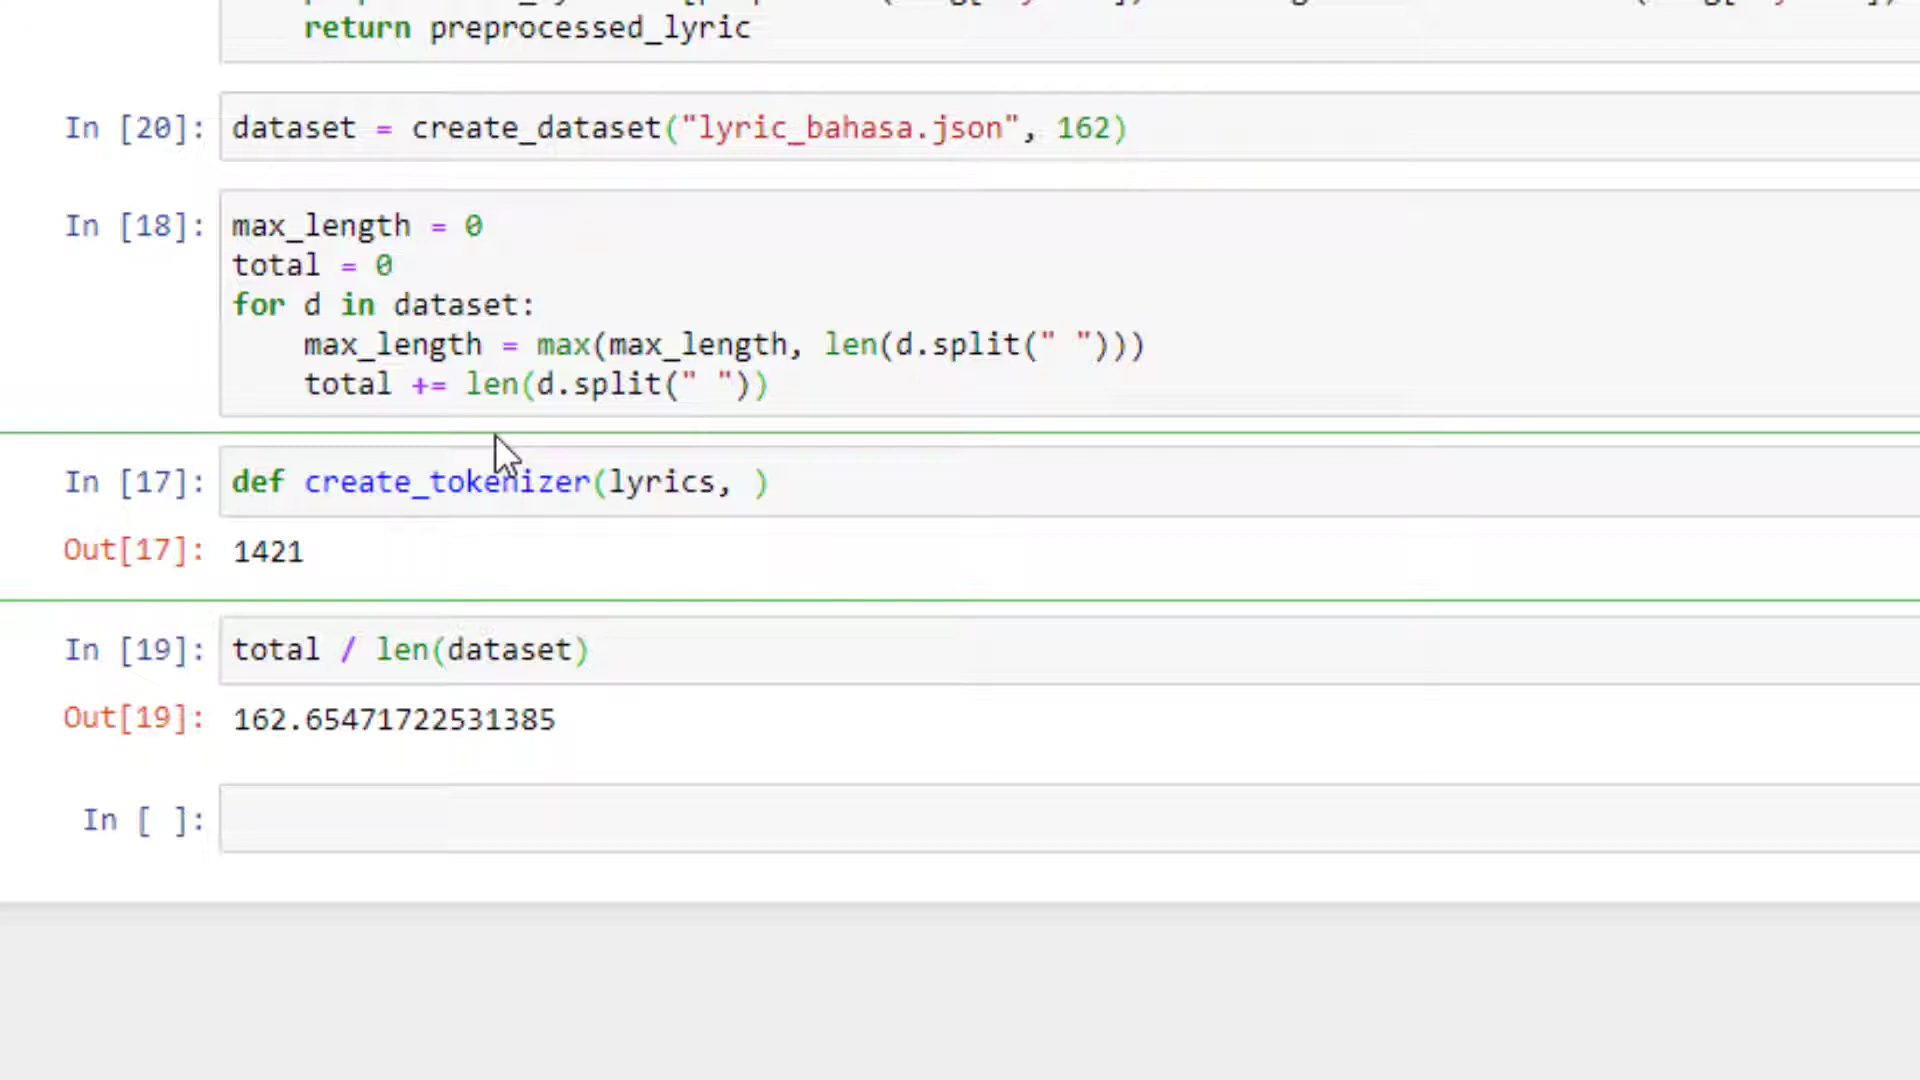 return preprocessed_lyric
In [20]: dataset = create_dataset("lyric_bahasa.json", 162)
In [18]: max_length = 0
total = 0
for d in dataset:
max_length = max(max_length, len(d.split(" ")))
total += len(d.split(" "))
In [17]: def create_tokenizer(lyrics, )
Out[17]: 1421
In [19]: total / len(dataset)
Out[19]: 162.65471722531385
In [ ]: